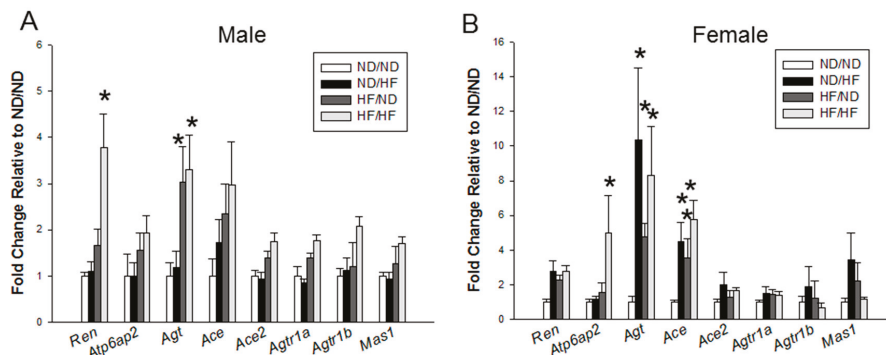 A
Male
Fold Change Relative to ND/ND
6
5
4
3
2
1
0
ND/ND
ND/HF
HF/ND
HF/HF
*
*
*
Ren
Atp6ap2
Agt
Ace
Ace2
Agtr1a
Agtr1b
Mas1
B
Female
Fold Change Relative to ND/ND
16
14
12
10
8
6
4
2
0
ND/ND
ND/HF
HF/ND
HF/HF
*
*
*
*
*
*
*
Ren
Atp6ap2
Agt
Ace
Ace2
Agtr1a
Agtr1b
Mas1